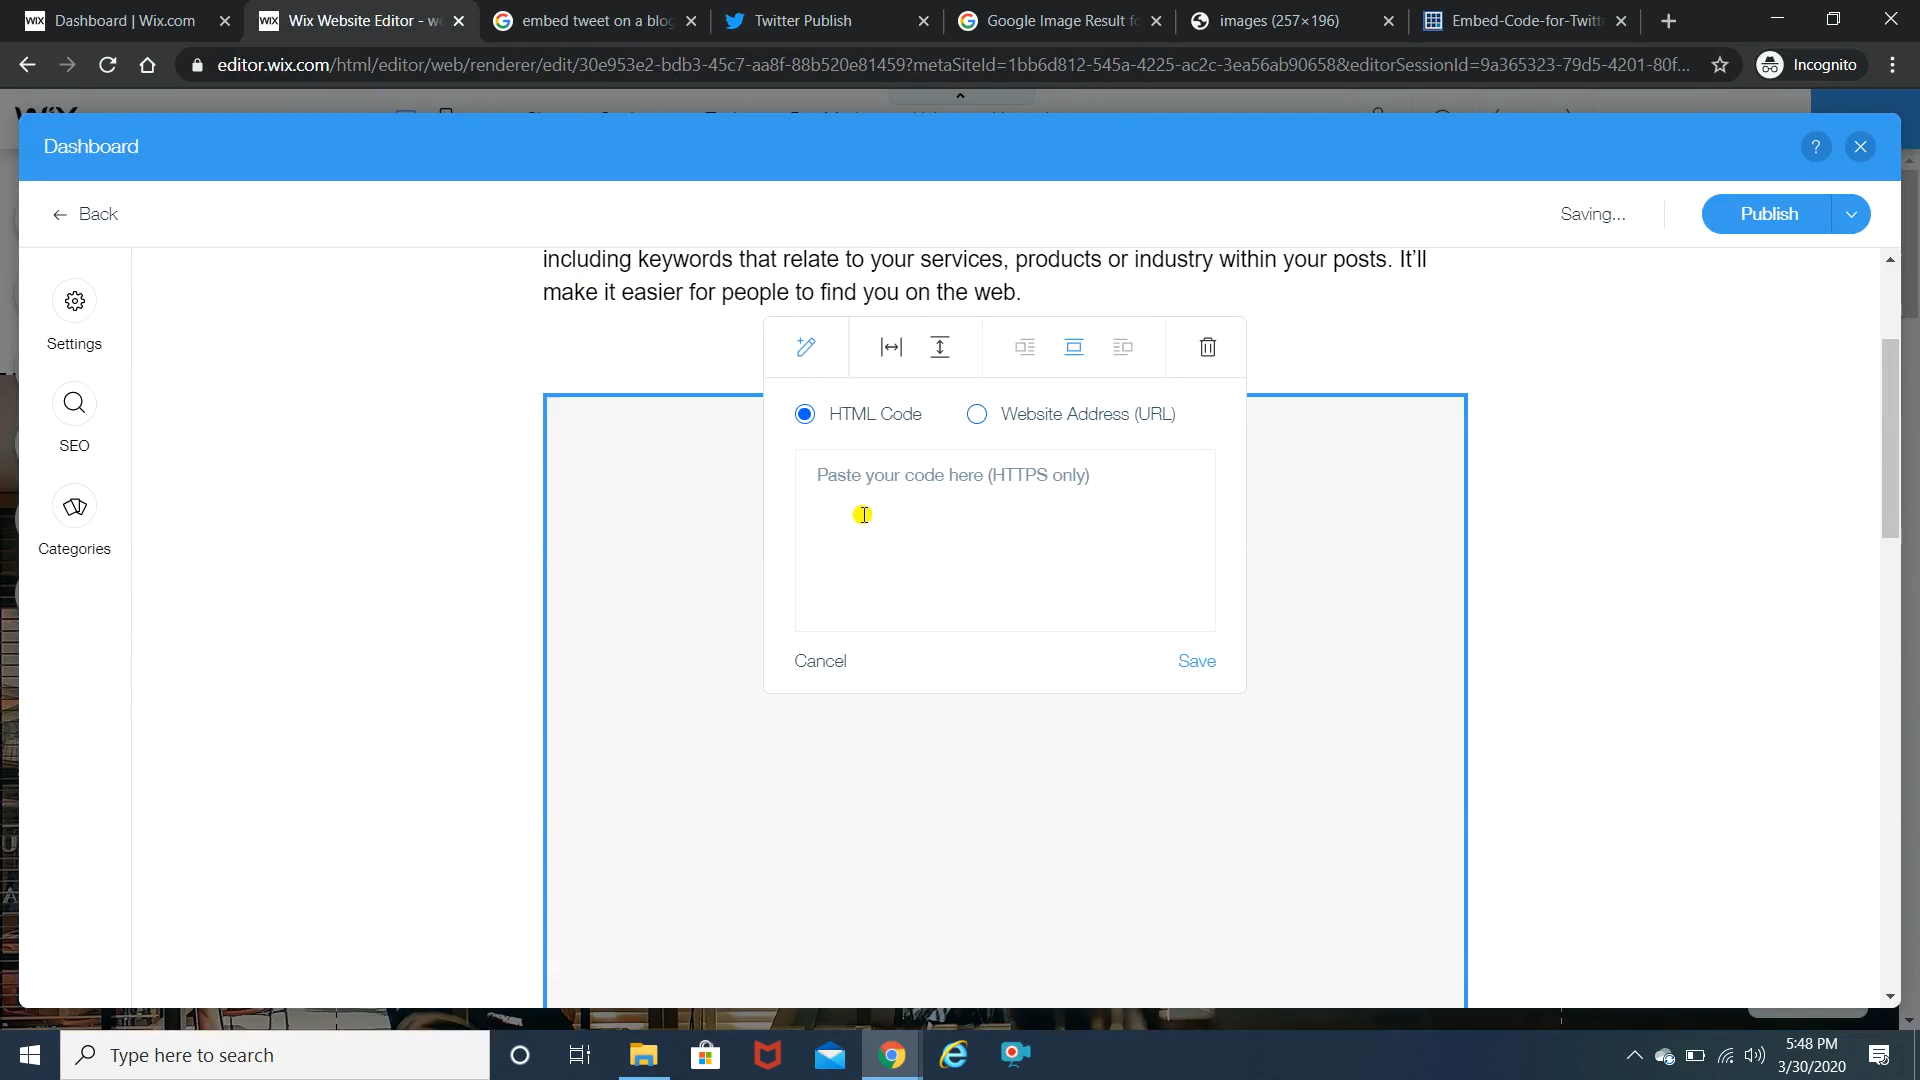 WIX Dashboard | Wix.com
WIX Wix Website Editor - we
embed tweet on a blog
Twitter Publish
Google Image Result fo
images (257×196)
Embed-Code-for-Twitte
editor.wix.com/html/editor/web/renderer/edit/30e953e2-bdb3-45c7-aa8f-88b520e81459?metaSiteId=1bb6d812-545a-4225-ac2c-3ea56ab90658&editorSessionId=9a365323-79d5-4201-80f...
Incognito
Dashboard
?
Back
Saving...
Publish
including keywords that relate to your services, products or industry within your posts. It'll
make it easier for people to find you on the web.
Settings
SEO
Categories
HTML Code
Website Address (URL)
Paste your code here (HTTPS only)
Cancel
Save
Type here to search
5:48 PM
3/30/2020